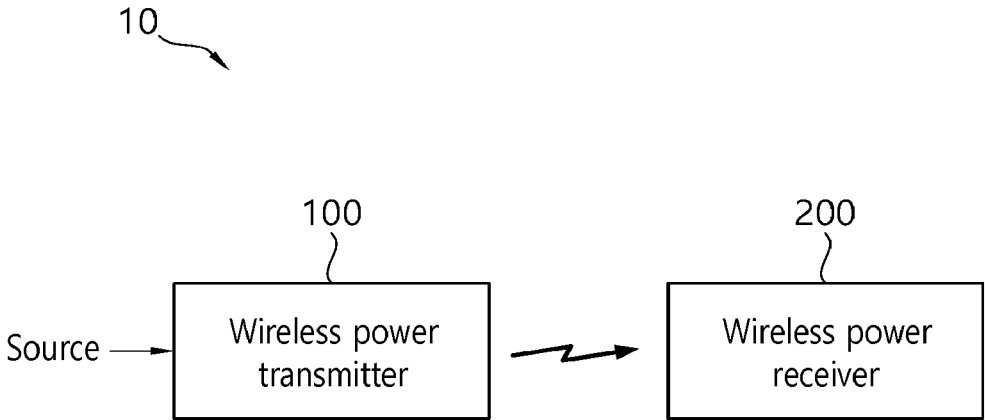 10
100
200
Source
Wireless power
transmitter
Wireless power
receiver